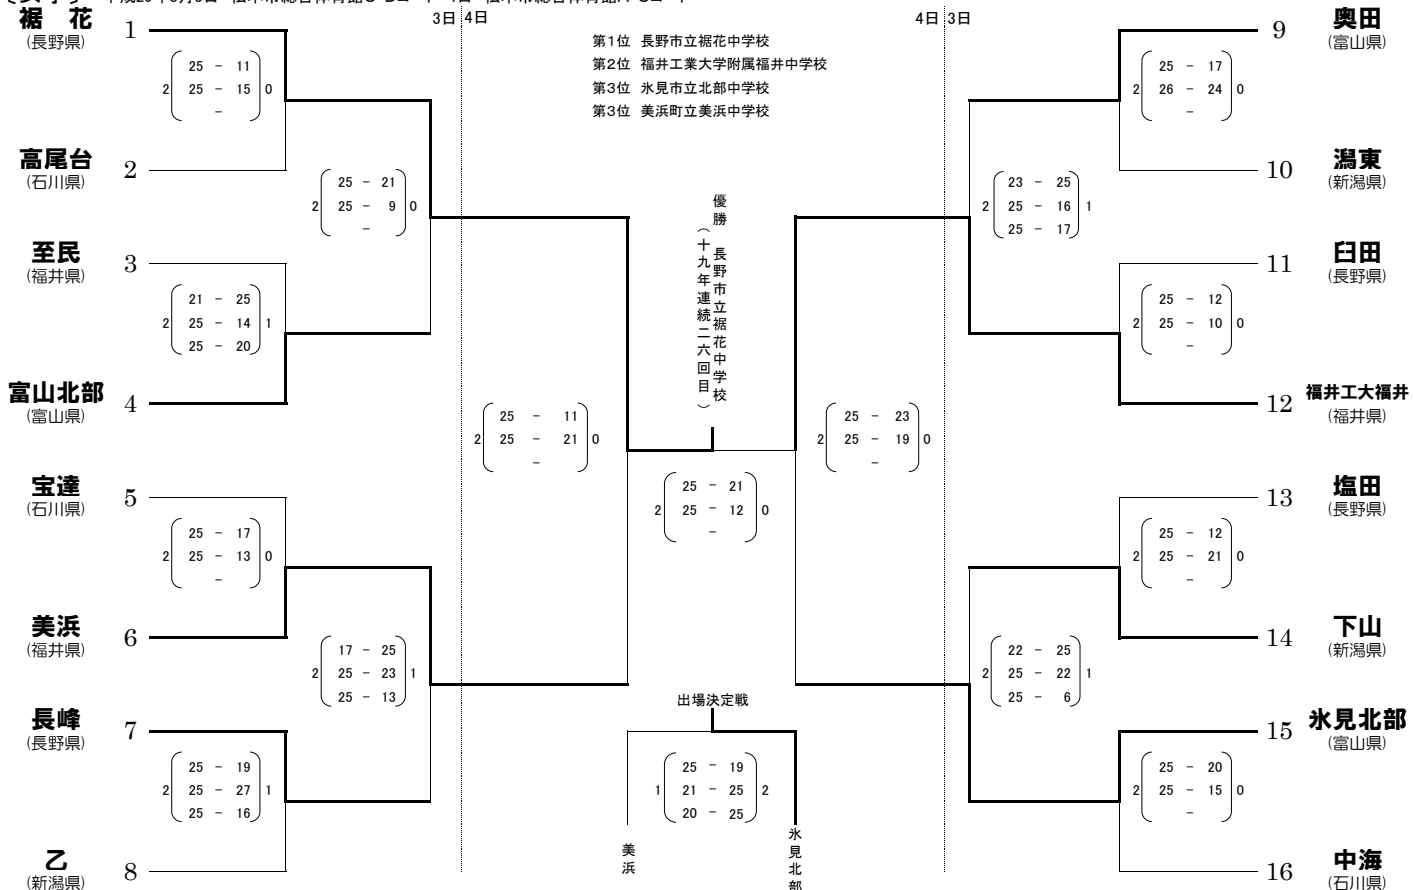 3日 4日
4日 3日
第1位 長野市立裾花中学校
第2位 福井工業大学附属福井中学校
第3位 氷見市立北部中学校
第3位 美浜町立美浜中学校
裾 花 1
(長野県)
25 - 11
2 25 - 15 0
-
高尾台 2
(石川県)
25 - 21
2 25 - 9 0
-
至民 3
(福井県)
21 - 25
2 25 - 14 1
25 - 20
富山北部 4
(富山県)
25 - 11
2 25 - 21 0
-
宝達 5
(石川県)
25 - 17
2 25 - 13 0
-
美浜 6
(福井県)
17 - 25
2 25 - 23 1
25 - 13
長峰 7
(長野県)
25 - 19
2 25 - 27 1
25 - 16
乙 8
(新潟県)
優勝 長野市立裾花中学校
(十九年連続二六回目)
25 - 21
2 25 - 12 0
-
出場決定戦
25 - 19
1 21 - 25 2
20 - 25
美浜
氷見北部
9 奥田
(富山県)
25 - 17
2 26 - 24 0
-
10 潟東
(新潟県)
23 - 25
2 25 - 16 1
25 - 17
11 臼田
(長野県)
25 - 12
2 25 - 10 0
-
12 福井工大福井
(福井県)
25 - 23
2 25 - 19 0
-
13 塩田
(長野県)
25 - 12
2 25 - 21 0
-
14 下山
(新潟県)
22 - 25
2 25 - 22 1
25 - 6
15 氷見北部
(富山県)
25 - 20
2 25 - 15 0
-
16 中海
(石川県)